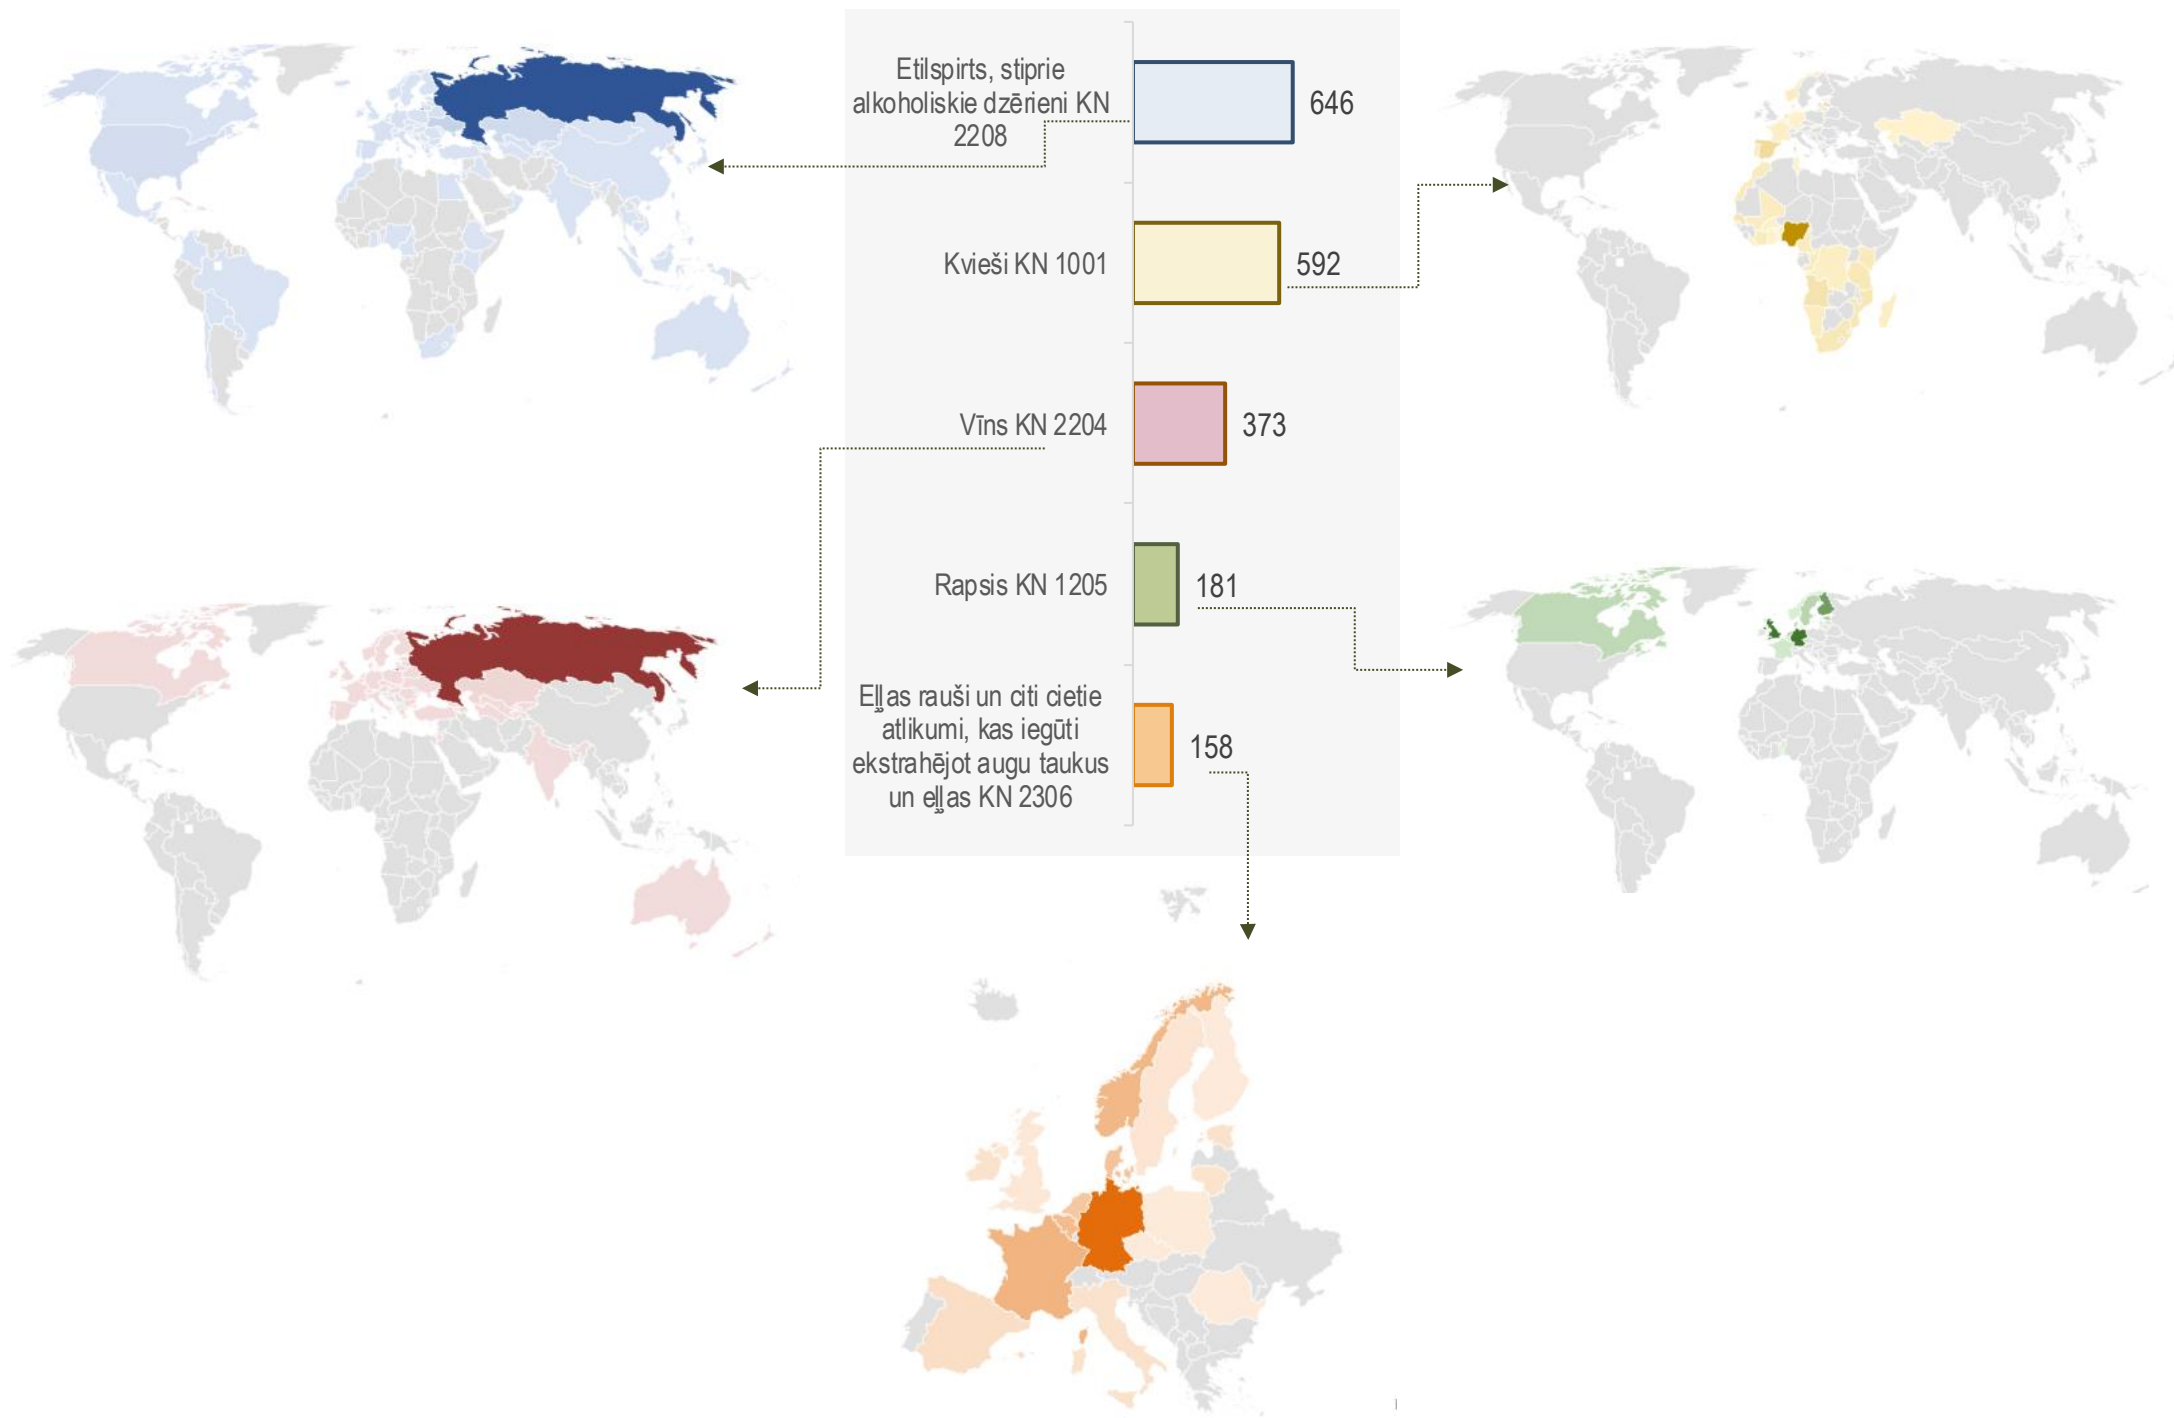 Etilspirts, stiprie
alkoholiskie dzērieni KN
2208
646
Kvieši KN 1001
592
Vīns KN 2204
373
Rapsis KN 1205
181
Eļļas rauši un citi cietie
atlikumi, kas iegūti
ekstrahējot augu taukus
un eļļas KN 2306
158